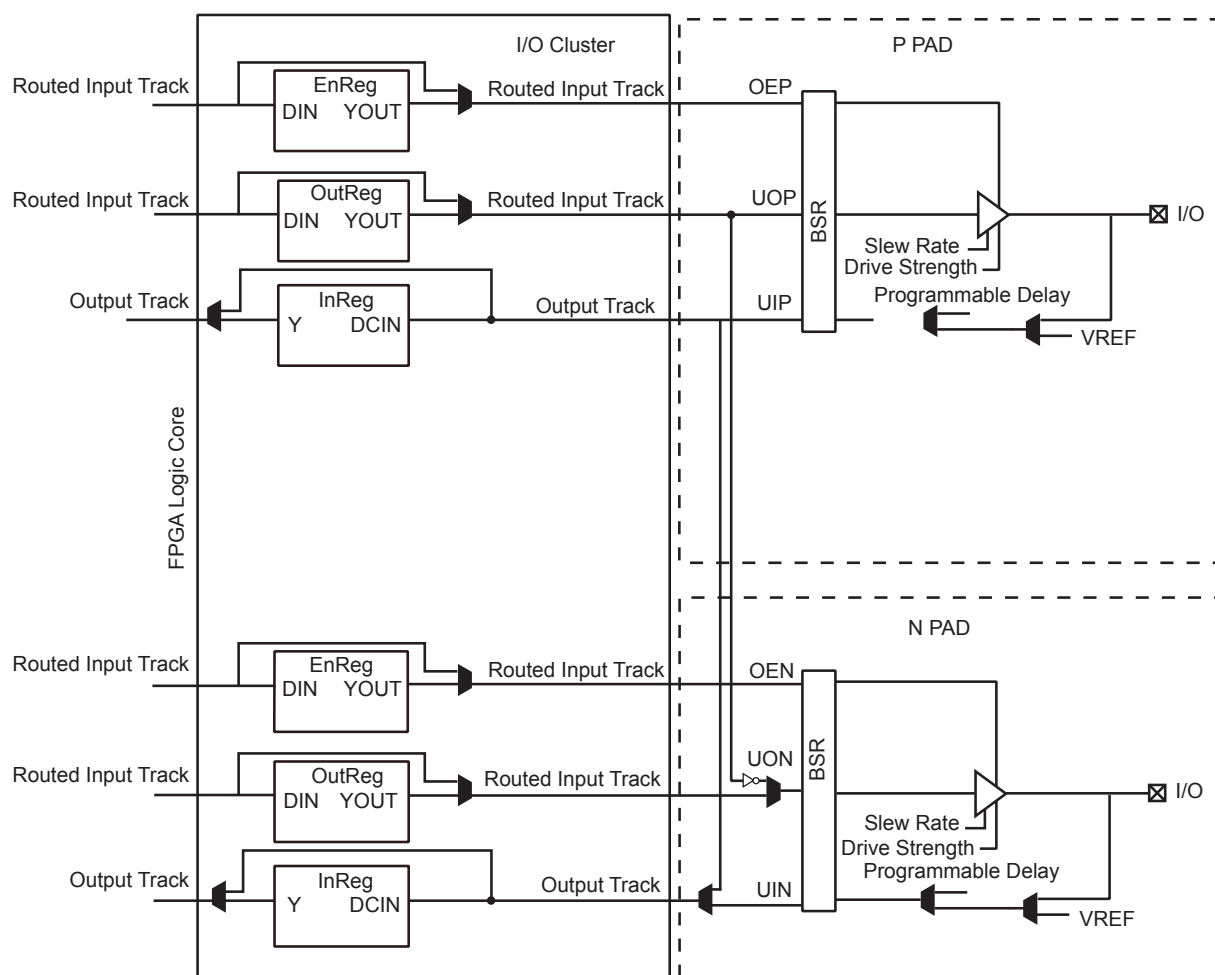 I/O Cluster
P PAD
Routed Input Track
EnReg
DIN YOUT
Routed Input Track
OEP
Routed Input Track
OutReg
DIN YOUT
Routed Input Track
UOP
BSR
I/O
Slew Rate
Drive Strength
Output Track
InReg
Y DCIN
Output Track
UIP
Programmable Delay
VREF
FPGA Logic Core
N PAD
Routed Input Track
EnReg
DIN YOUT
Routed Input Track
OEN
Routed Input Track
OutReg
DIN YOUT
Routed Input Track
UON
BSR
I/O
Slew Rate
Drive Strength
Output Track
InReg
Y DCIN
Output Track
UIN
Programmable Delay
VREF